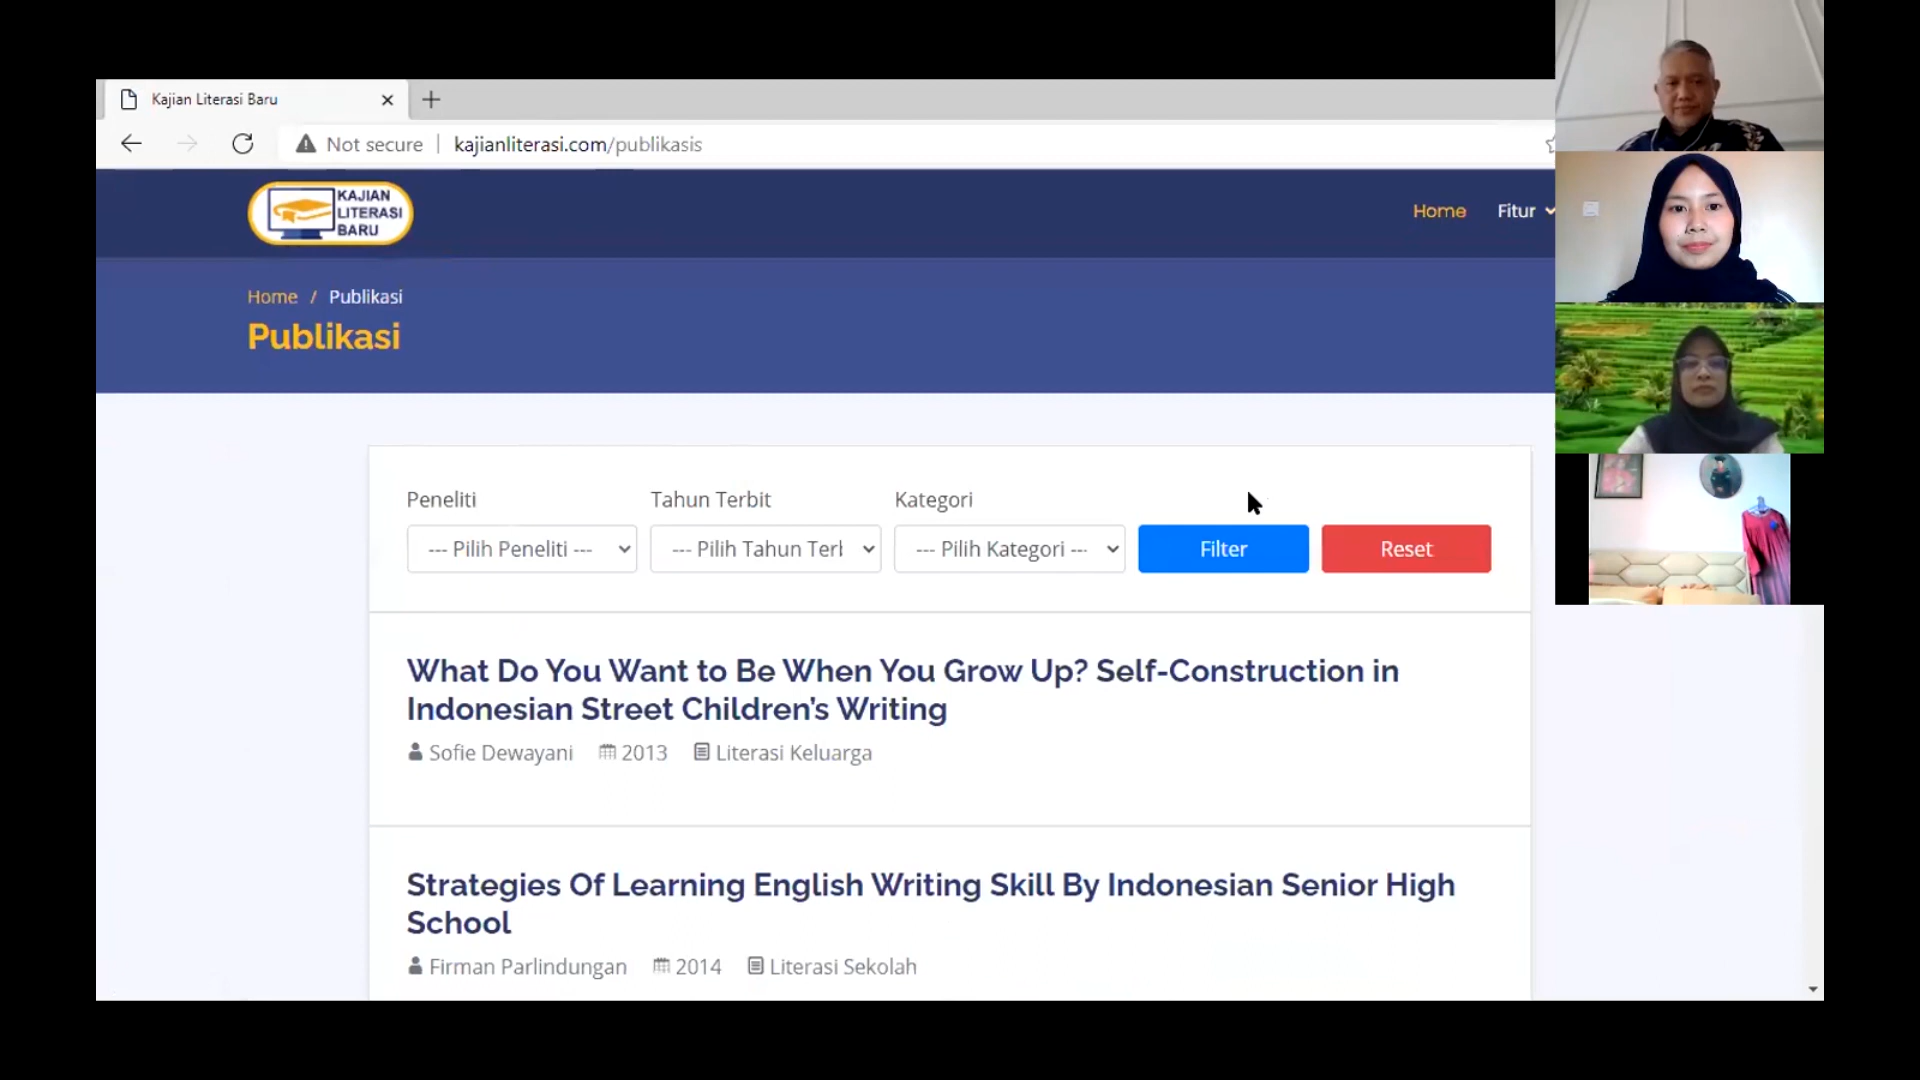 Kajian Literasi Baru
Not secure | kajianliterasi.com/publikasis
KAJIAN
LITERASI
BARU
Home Fitur
Home / Publikasi
Publikasi
Peneliti Tahun Terbit Kategori
--- Pilih Peneliti --- --- Pilih Tahun Terl --- Pilih Kategori --- Filter Reset
What Do You Want to Be When You Grow Up? Self-Construction in
Indonesian Street Children's Writing
Sofie Dewayani 2013 Literasi Keluarga
Strategies Of Learning English Writing Skill By Indonesian Senior High
School
Firman Parlindungan 2014 Literasi Sekolah